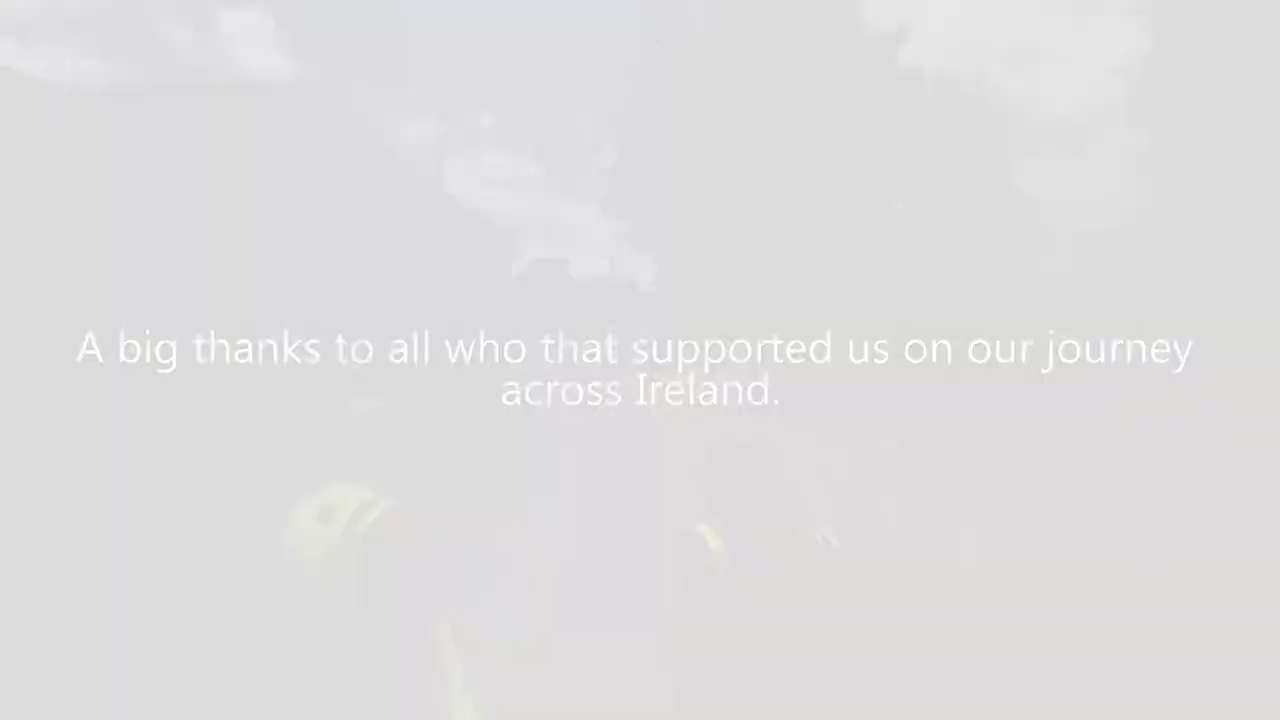 A big thanks to all who that supported us on our journey
across Ireland.